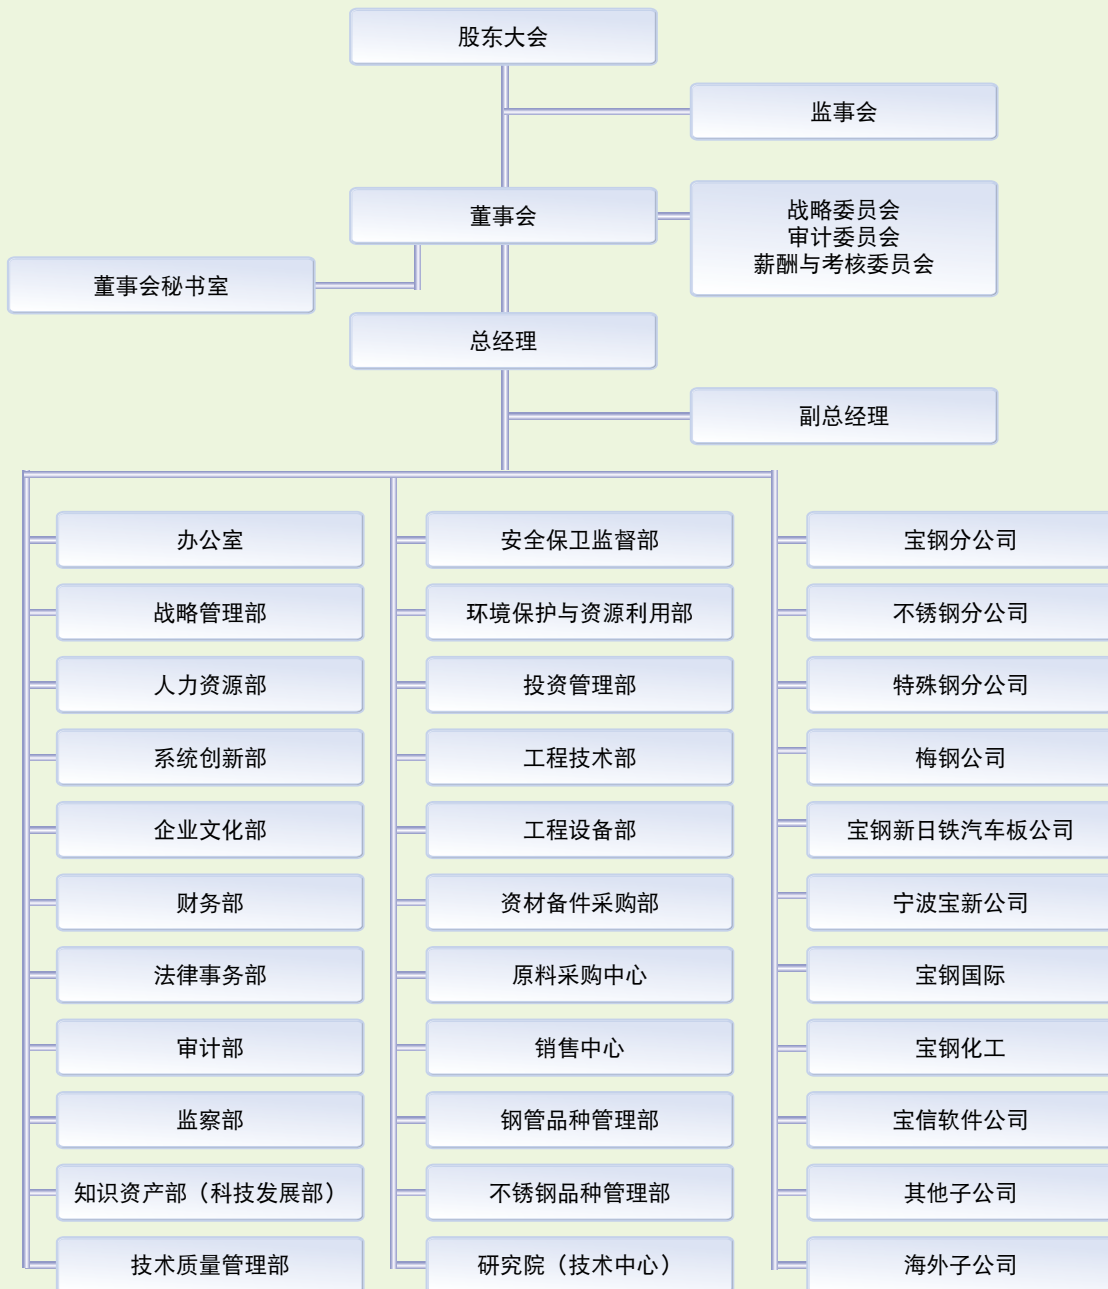 股东大会
监事会
董事会
战略委员会
审计委员会
薪酬与考核委员会
董事会秘书室
总经理
副总经理
办公室
战略管理部
人力资源部
系统创新部
企业文化部
财务部
法律事务部
审计部
监察部
知识资产部（科技发展部）
技术质量管理部
安全保卫监督部
环境保护与资源利用部
投资管理部
工程技术部
工程设备部
资材备件采购部
原料采购中心
销售中心
钢管品种管理部
不锈钢品种管理部
研究院（技术中心）
宝钢分公司
不锈钢分公司
特殊钢分公司
梅钢公司
宝钢新日铁汽车板公司
宁波宝新公司
宝钢国际
宝钢化工
宝信软件公司
其他子公司
海外子公司